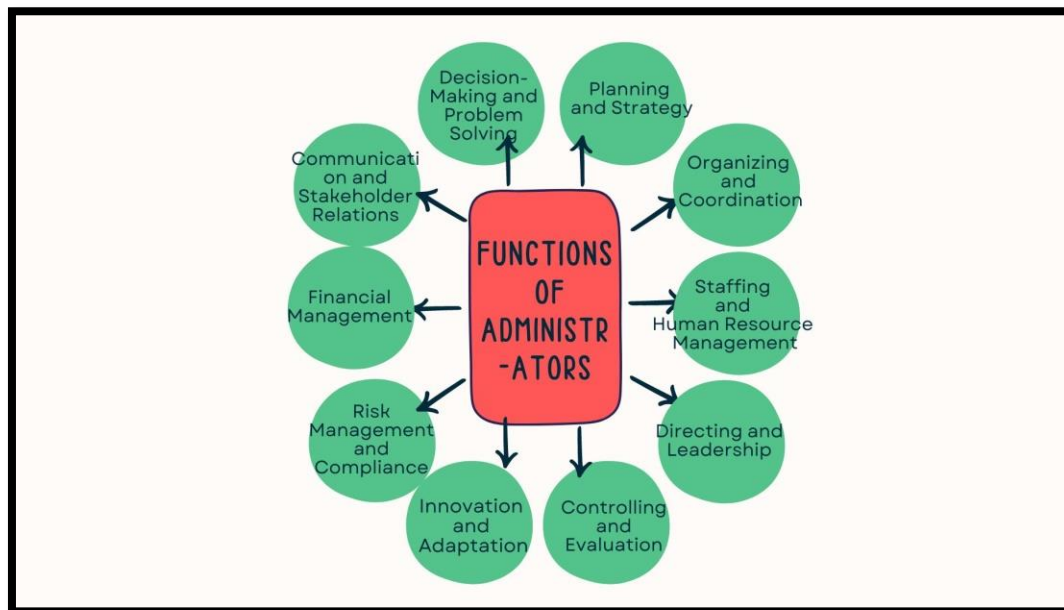 FUNCTIONS
OF
ADMINISTR
-ATORS
Planning
and Strategy
Organizing
and
Coordination
Staffing
and
Human Resource
Management
Directing and
Leadership
Controlling
and
Evaluation
Innovation
and
Adaptation
Risk
Management
and
Compliance
Financial
Management
Communicati
on and
Stakeholder
Relations
Decision-
Making and
Problem
Solving